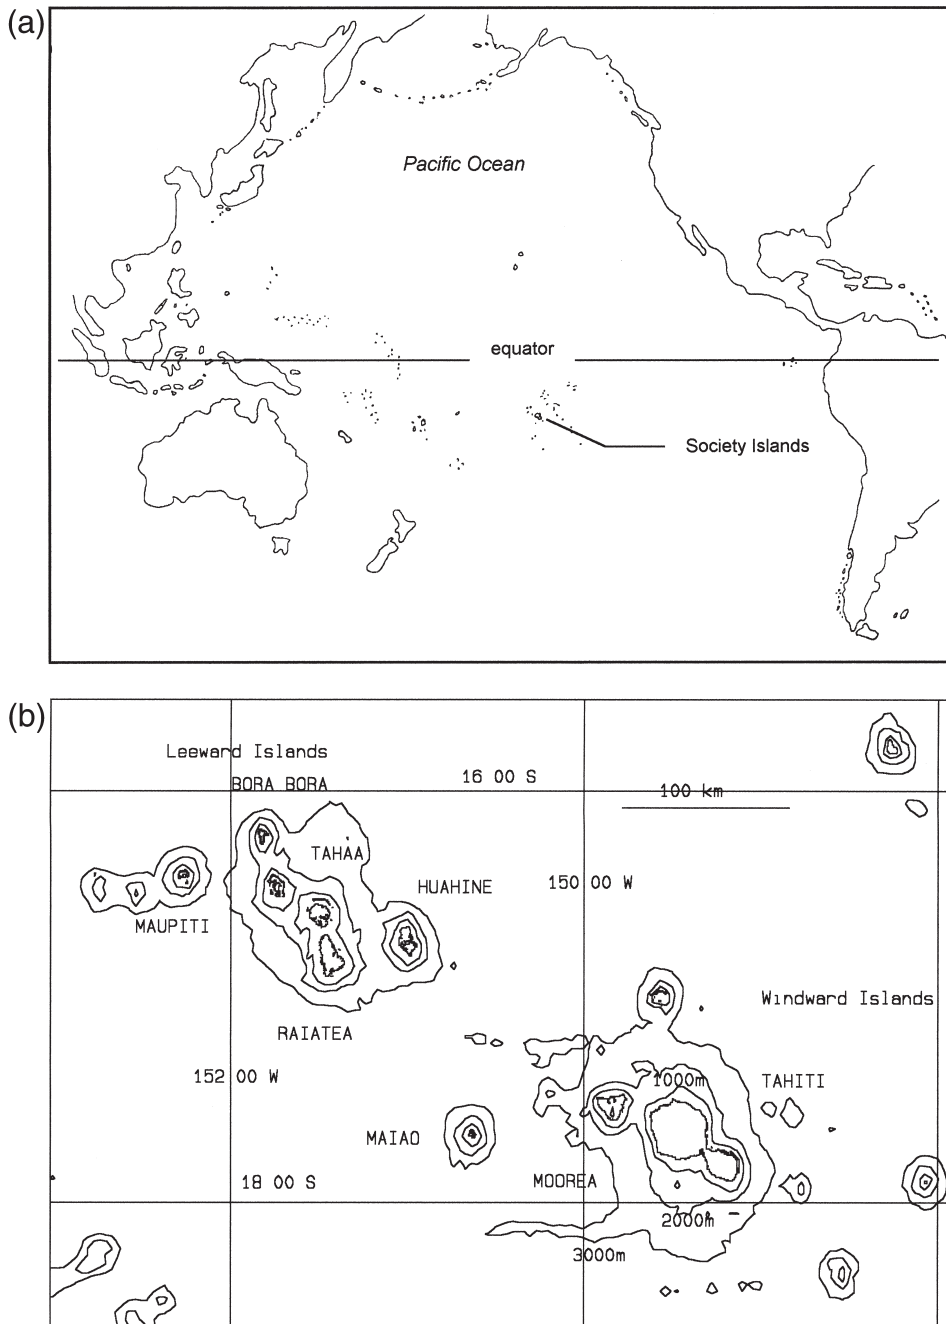 (a)
Pacific Ocean
equator
Society Islands
(b)
Leeward Islands
BORA BORA
16 00 S
100 km
TAHAA
HUAHINE
150 00 W
MAUPITI
Windward Islands
RAIATEA
152 00 W
1000m
TAHITI
MAIAO
MOOREA
18 00 S
2000m
3000m